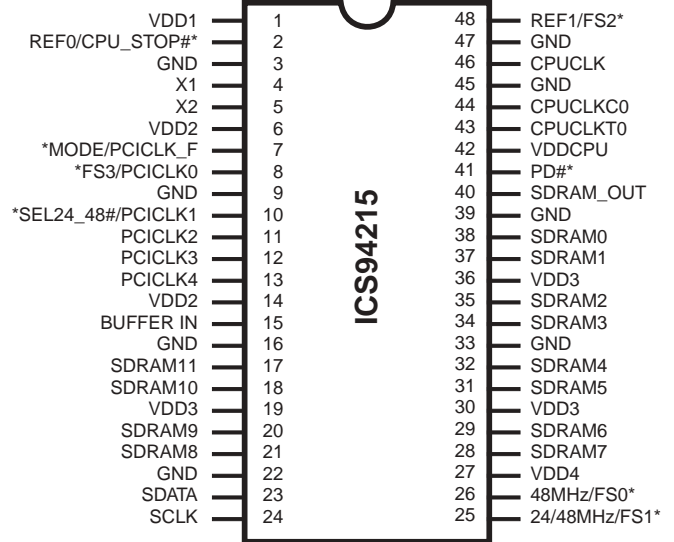 VDD1 1 48 REF1/FS2*
REF0/CPU_STOP#* 2 47 GND
GND 3 46 CPUCLK
X1 4 45 GND
X2 5 44 CPUCLKC0
VDD2 6 43 CPUCLKT0
*MODE/PCICLK_F 7 42 VDDCPU
*FS3/PCICLK0 8 41 PD#*
GND 9 40 SDRAM_OUT
*SEL24_48#/PCICLK1 10 39 GND
PCICLK2 11 38 SDRAM0
PCICLK3 12 37 SDRAM1
PCICLK4 13 36 VDD3
VDD2 14 35 SDRAM2
BUFFER IN 15 34 SDRAM3
GND 16 33 GND
SDRAM11 17 32 SDRAM4
SDRAM10 18 31 SDRAM5
VDD3 19 30 VDD3
SDRAM9 20 29 SDRAM6
SDRAM8 21 28 SDRAM7
GND 22 27 VDD4
SDATA 23 26 48MHz/FS0*
SCLK 24 25 24/48MHz/FS1*
ICS94215